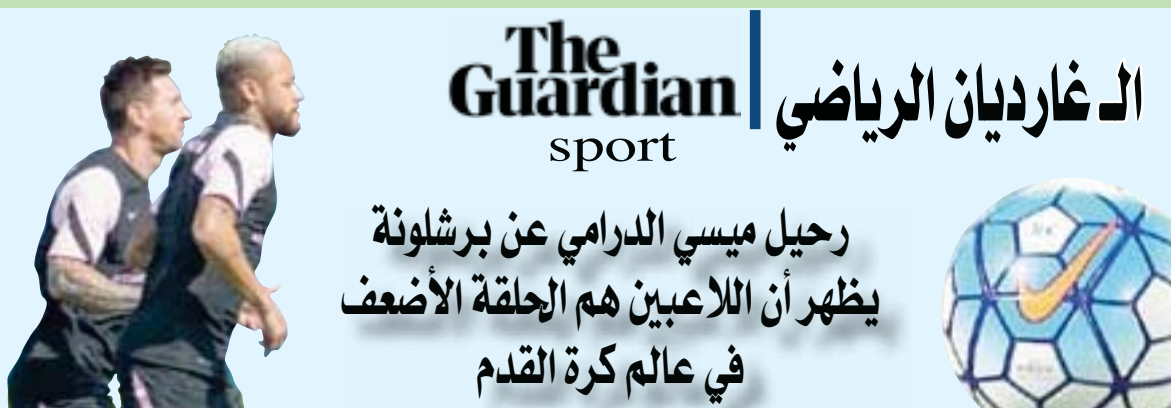 The
Guardian
sport
الـ غارديان الرياضي
رحيل ميسي الدرامي عن برشلونة
يظهر أن اللاعبين هم الحلقة الأضعف
في عالم كرة القدم